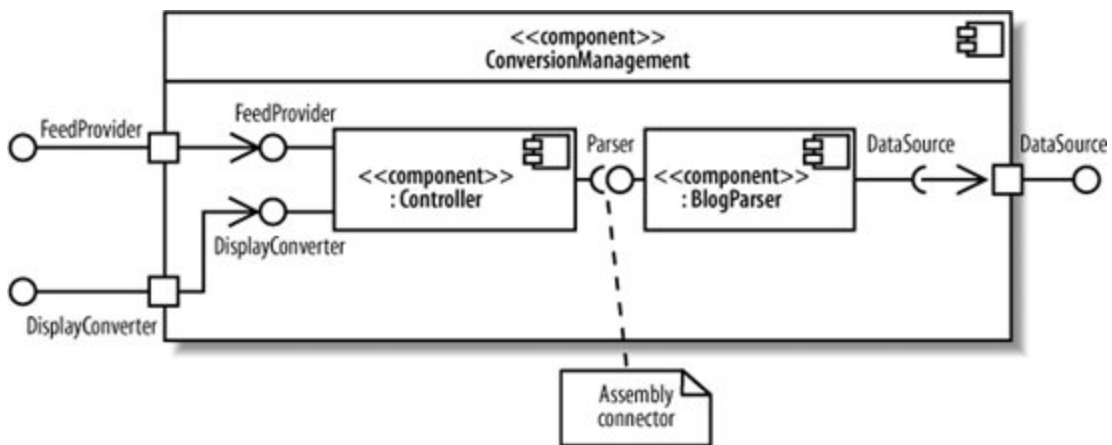 <<component>>
ConversionManagement
FeedProvider
FeedProvider
Parser
DataSource
DataSource
<<component>>
: Controller
<<component>>
: BlogParser
DisplayConverter
DisplayConverter
Assembly
connector